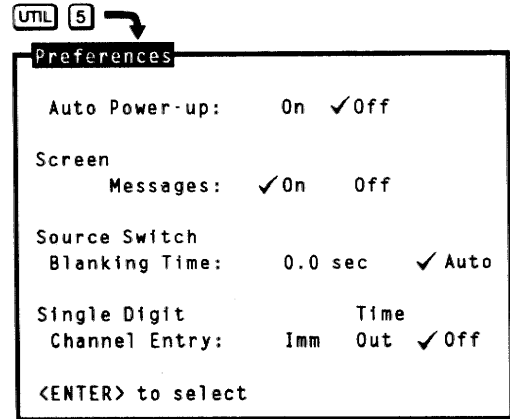 UTIL 5
Preferences
Auto Power-up: On ✓Off
Screen
Messages: ✓On Off
Source Switch
Blanking Time: 0.0 sec ✓Auto
Single Digit Time
Channel Entry: Imm Out ✓Off
<ENTER> to select